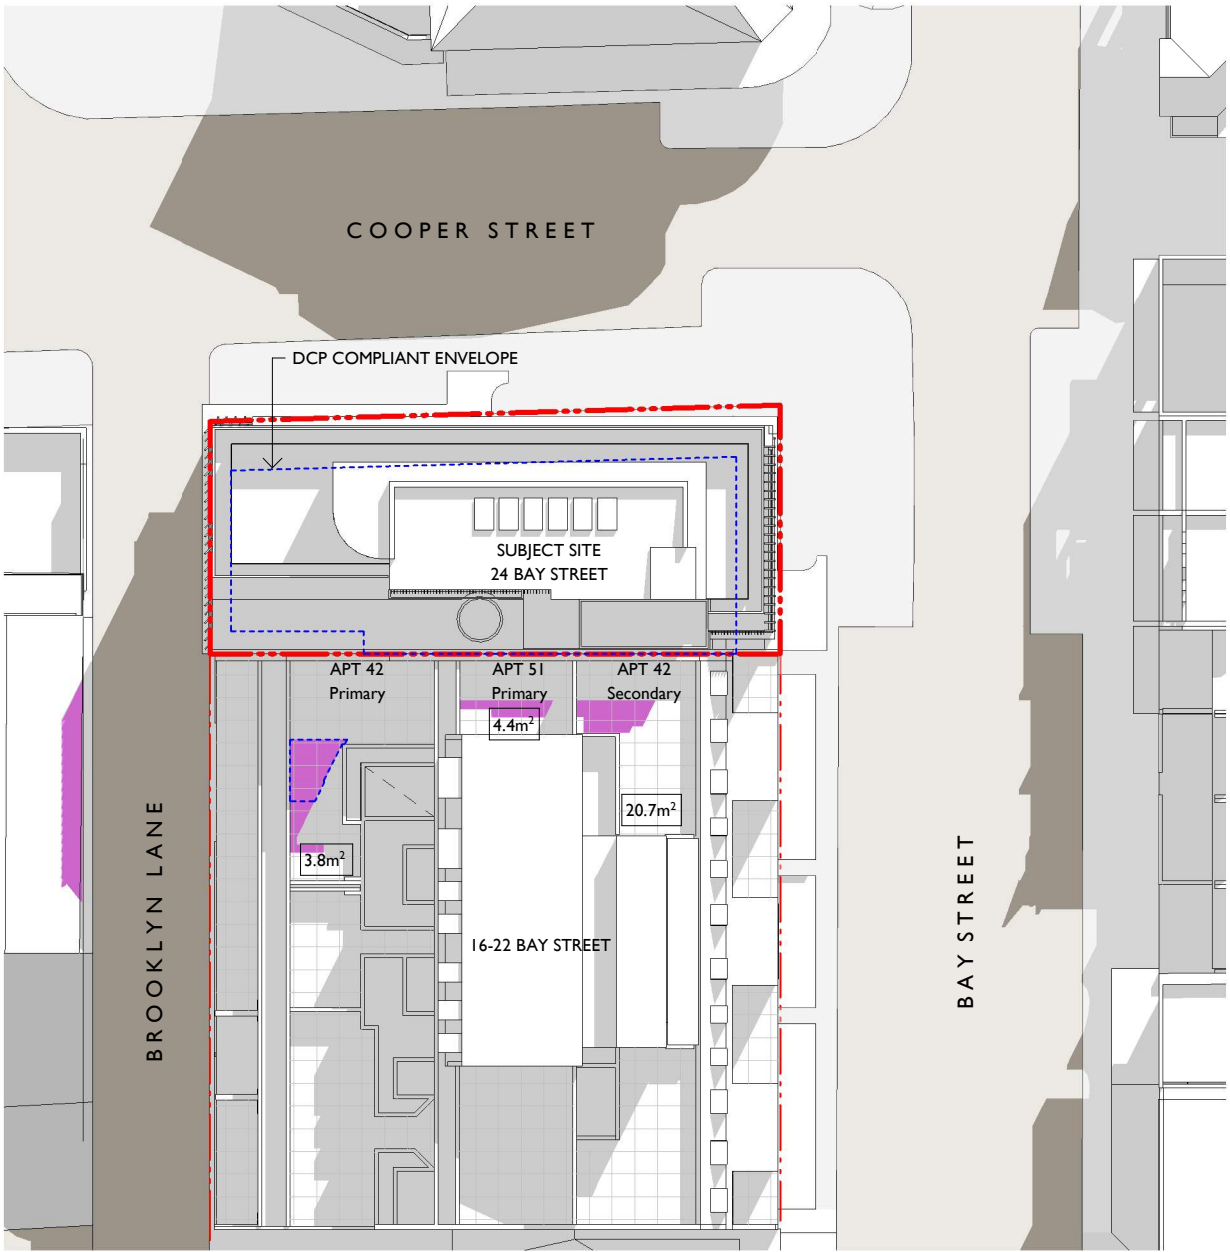 COOPER STREET
DCP COMPLIANT ENVELOPE
SUBJECT SITE
24 BAY STREET
APT 42
Primary
APT 51
Primary
APT 42
Secondary
4.4m²
20.7m²
3.8m²
16-22 BAY STREET
BROOKLYN LANE
BAY STREET